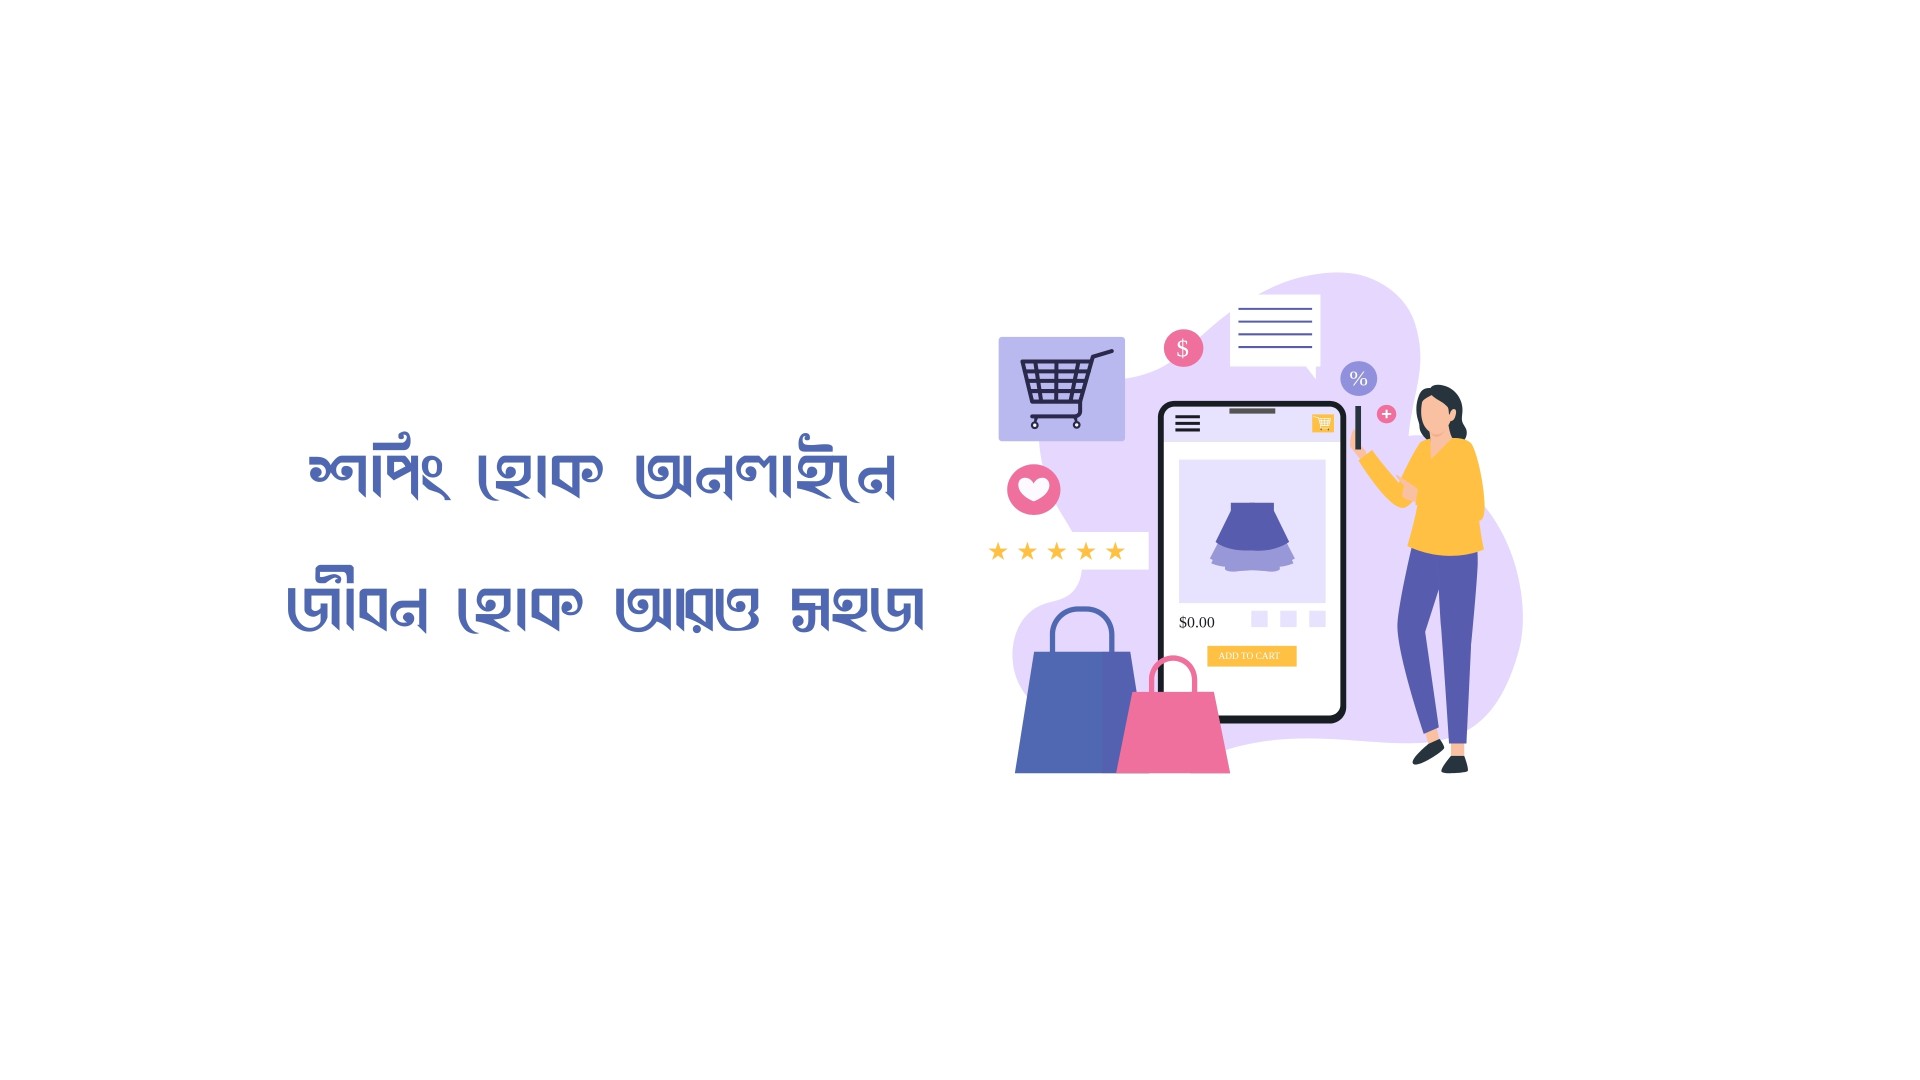 শপিং হোক অনলাইনে
জীবন হোক আরও সহজ
$
%
$0.00
ADD TO CART